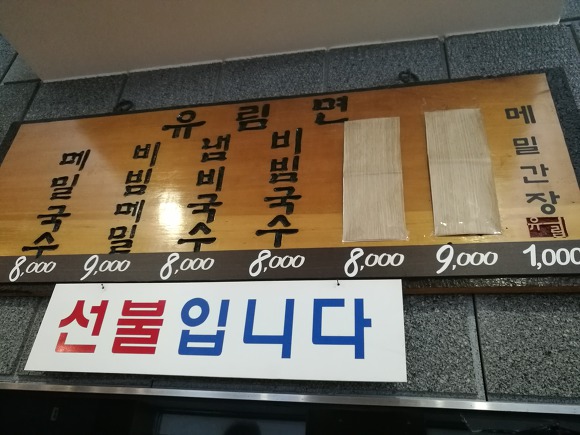 유림면
메밀국수
비빔메밀
냄비국수
비빔국수
메밀간장
유림
8,000
9,000
8,000
8,000
8,000
9,000
1,000
선불입니다